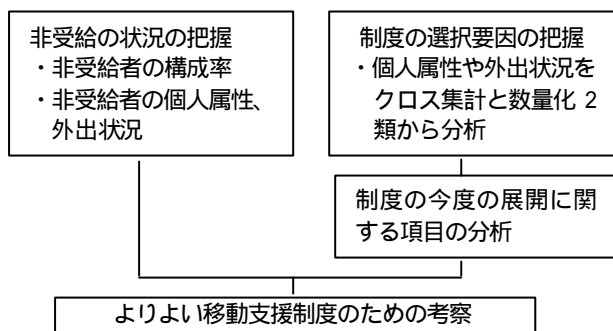 非受給の状況の把握
・非受給者の構成率
・非受給者の個人属性、
外出状況
制度の選択要因の把握
・個人属性や外出状況を
クロス集計と数量化 2
類から分析
制度の今度の展開に関
する項目の分析
よりよい移動支援制度のための考察